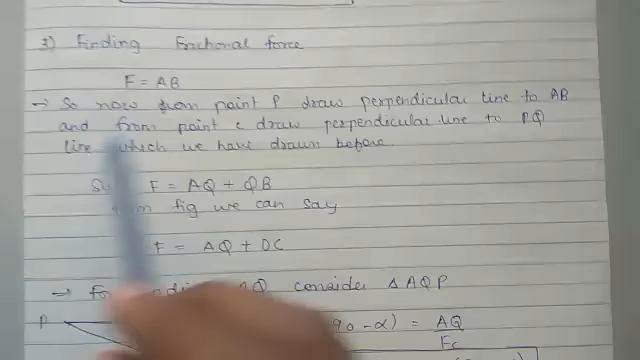 3) Finding Frictional force
F = AB
→ So now from point P draw perpendicular line to AB
and from point c draw perpendicular line to PQ
line which we have drawn before.
F = AQ + QB
fig we can say
F = AQ + DC
→ AQ consider △AQP
P (90 - α) = AQ / Fc